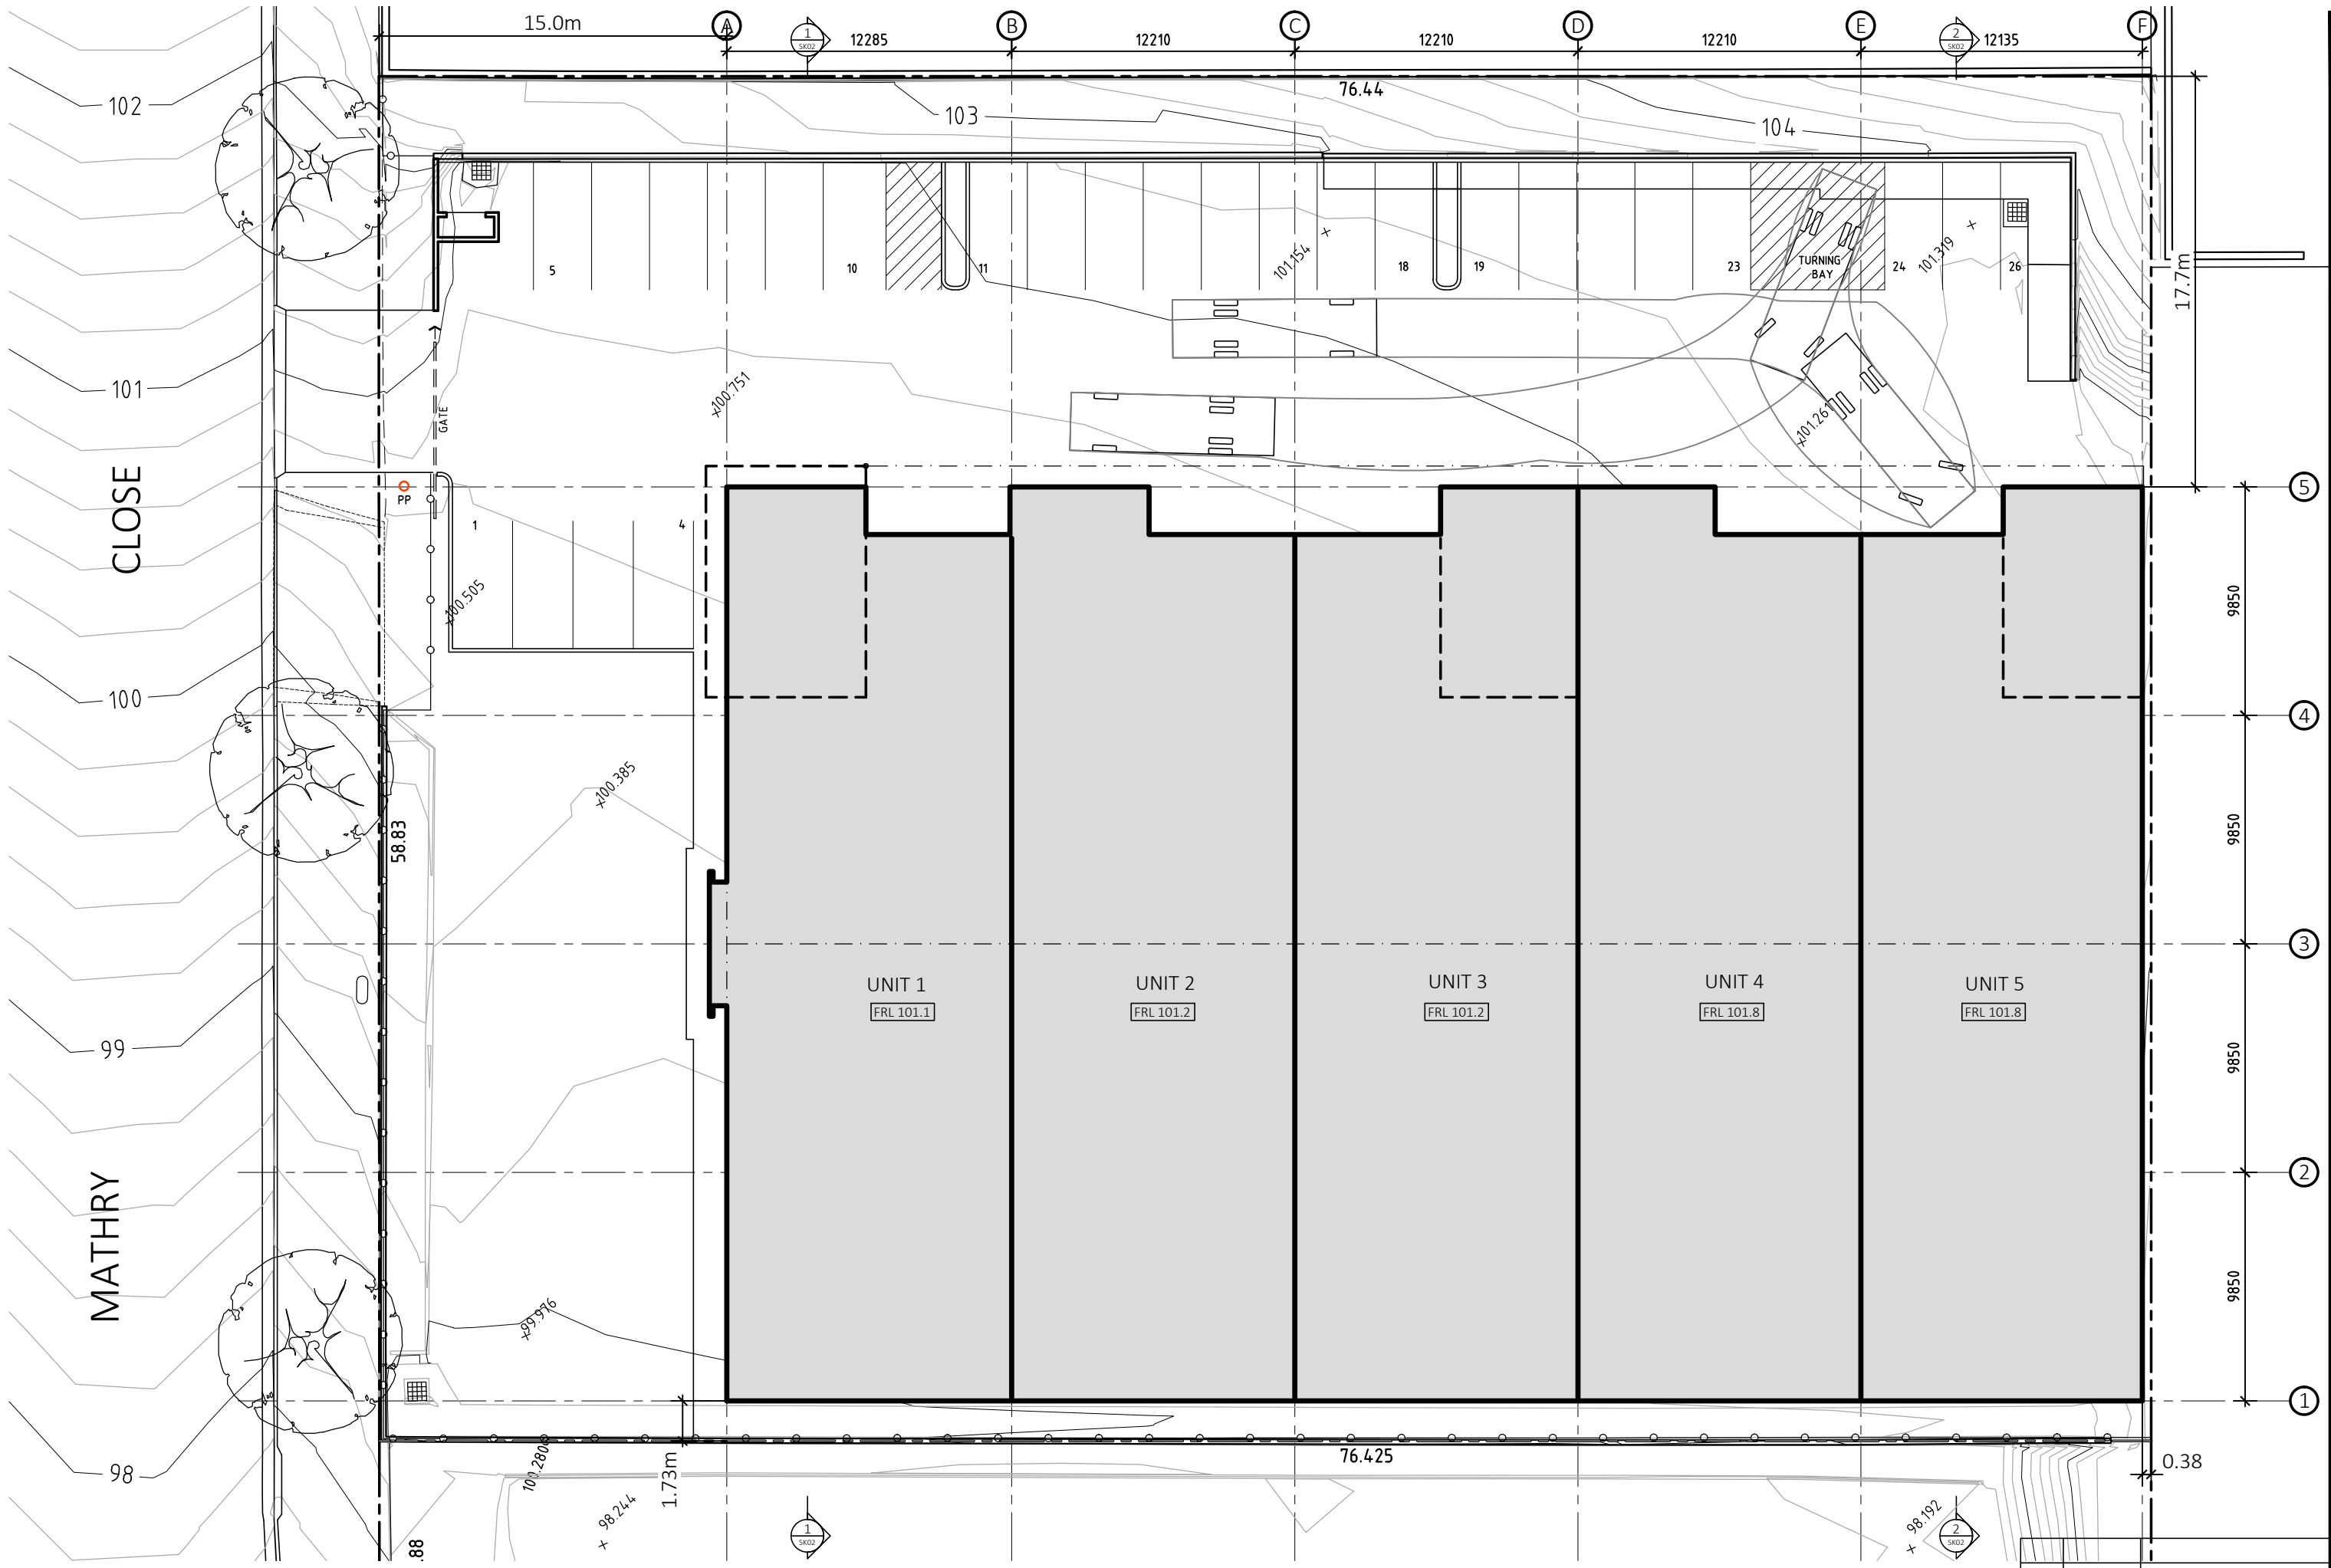 15.0m
A
B
C
D
E
F
1
SK02
2
SK02
12285
12210
12210
12210
12135
76.44
102
103
104
5
10
11
18
19
23
24
26
TURNING
BAY
101.154
101.319
17.7m
101
GATE
100.751
101.261
CLOSE
PP
1
4
100.505
5
9850
4
100
100.385
58.83
9850
3
UNIT 1
FRL 101.1
UNIT 2
FRL 101.2
UNIT 3
FRL 101.2
UNIT 4
FRL 101.8
UNIT 5
FRL 101.8
99
9850
2
MATHRY
9850
99.976
1
98
100.280
1.73m
76.425
0.38
98.244
98.192
1
SK02
2
SK02
.88